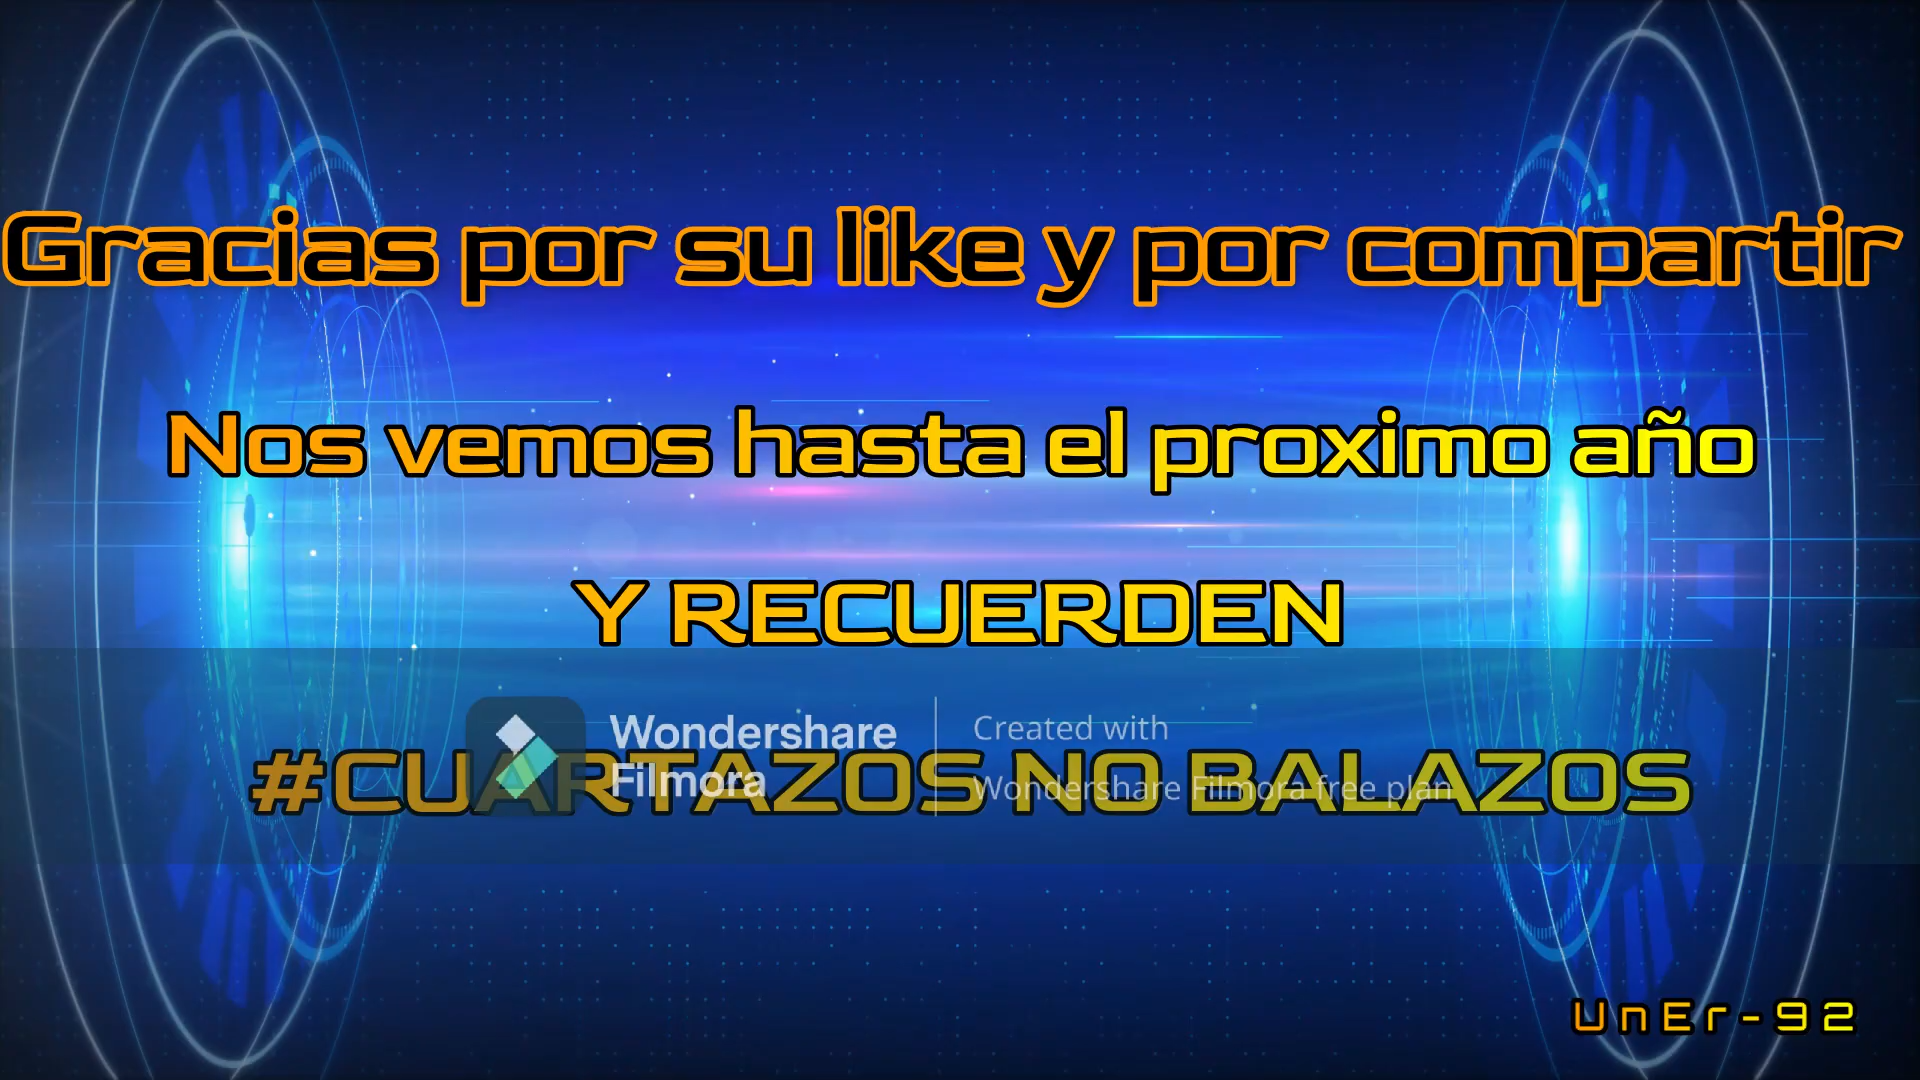 Gracias por su like y por compartir
Nos vemos hasta el proximo año
Y RECUERDEN
#CUARTAZOS NO BALAZOS
Wondershare
Filmora
Created with
Wondershare Filmora free plan
UnEr-92